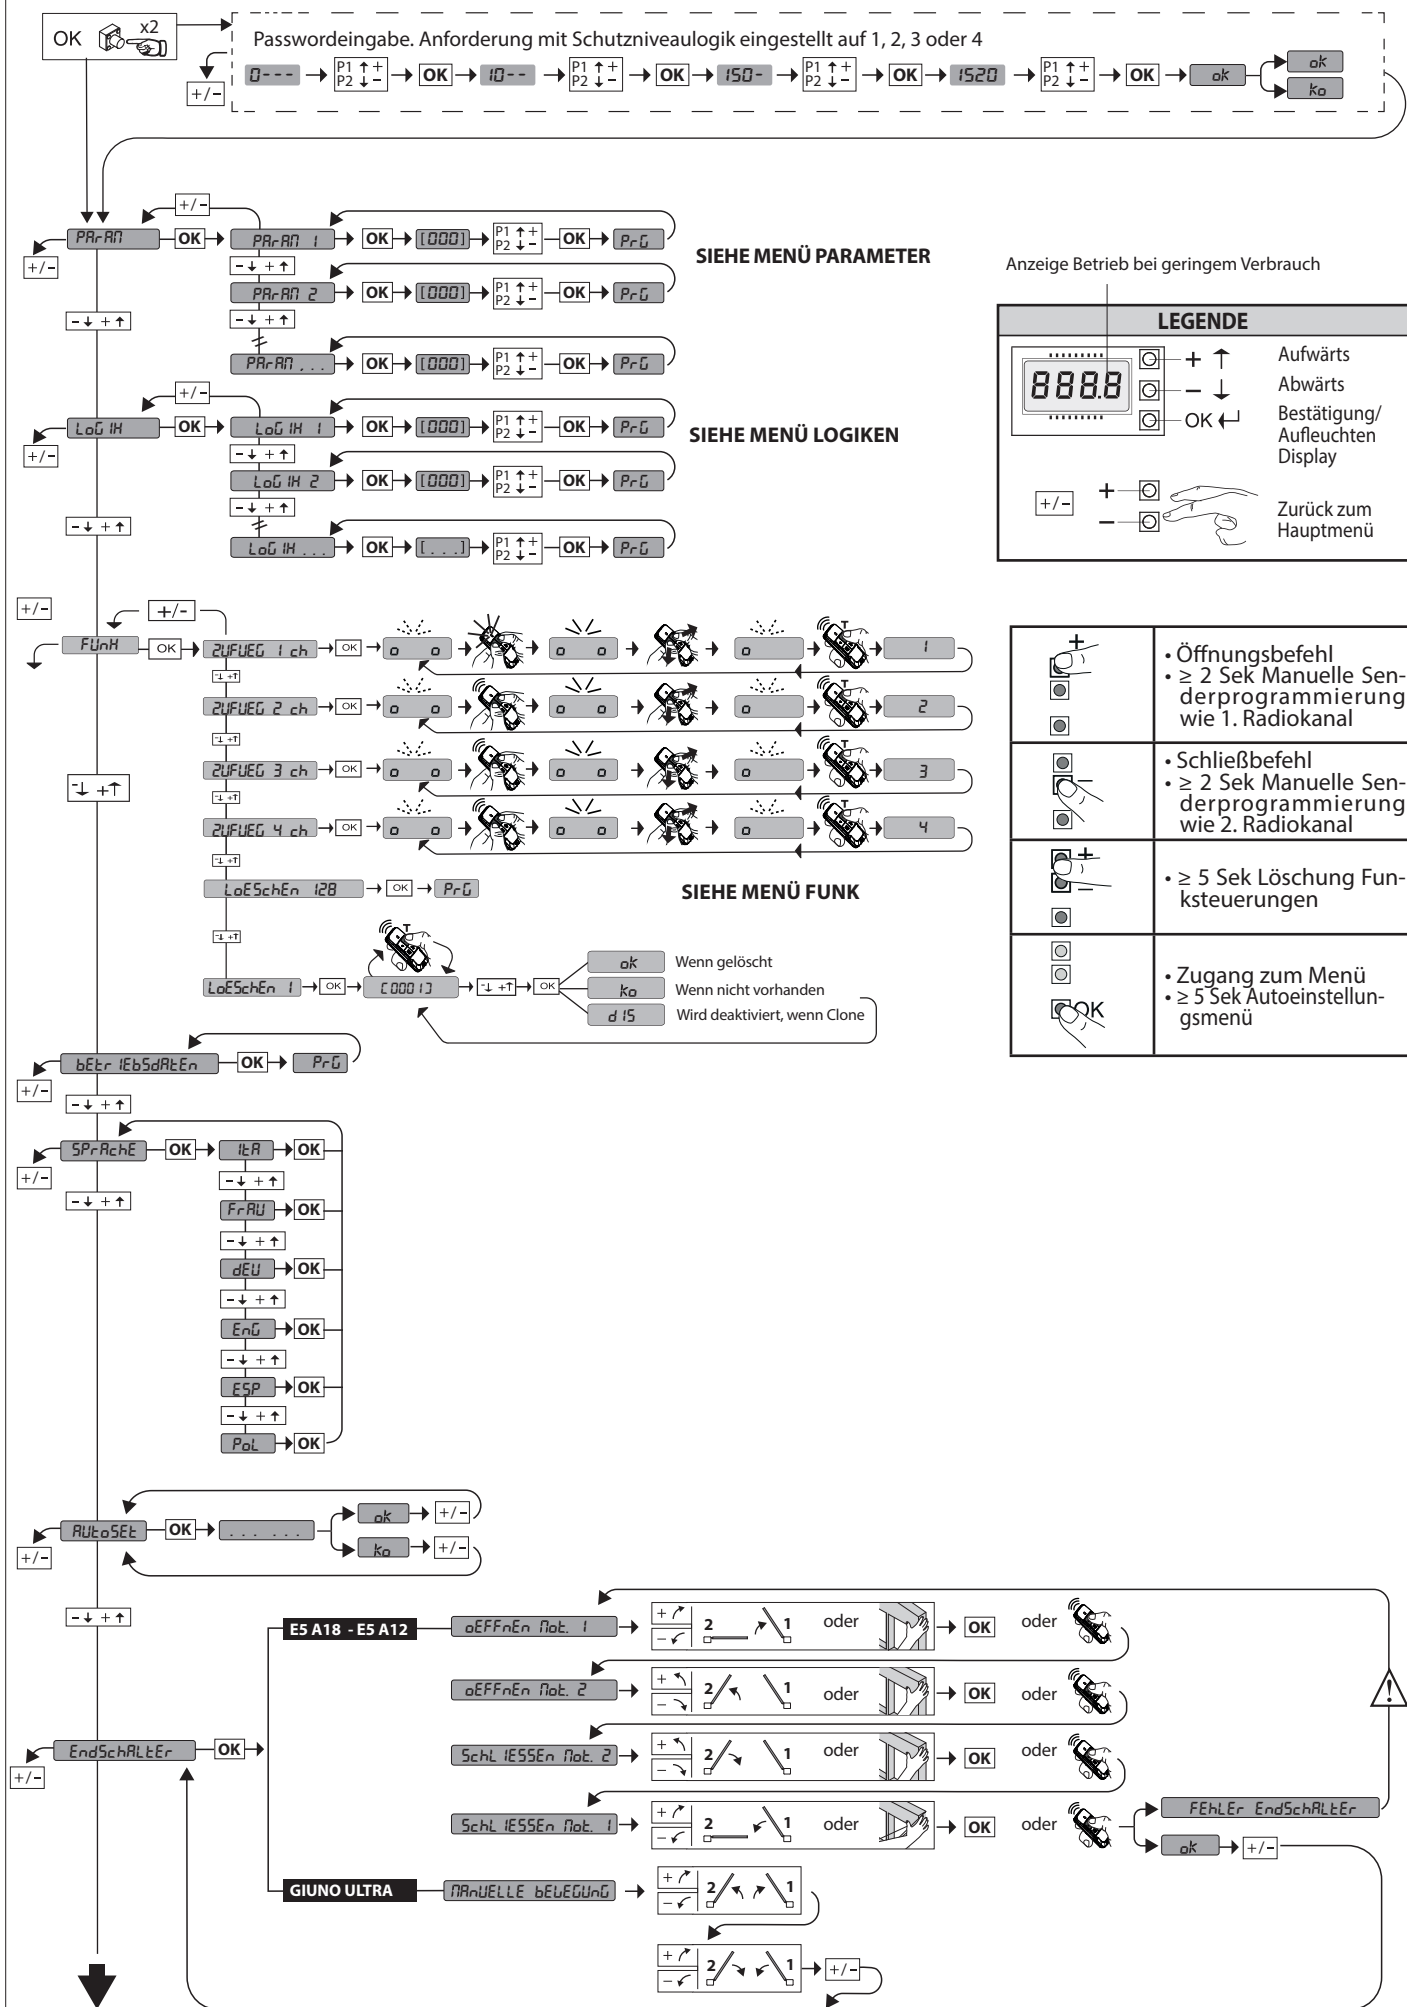 OK x2
Passwordeingabe. Anforderung mit Schutzniveaulogik eingestellt auf 1, 2, 3 oder 4
+/- 0--- P1 ↑ + P2 ↓ - OK 10-- P1 ↑ + P2 ↓ - OK 150- P1 ↑ + P2 ↓ - OK 1520 P1 ↑ + P2 ↓ - OK ok ok
ko
+/-
PArAM OK PArAM 1 OK [000] P1 ↑ + P2 ↓ - OK PrG
+/- - ↓ + ↑
SIEHE MENÜ PARAMETER
PArAM 2 OK [000] P1 ↑ + P2 ↓ - OK PrG
- ↓ + ↑ - ↓ + ↑
PArAM ... OK [000] P1 ↑ + P2 ↓ - OK PrG
+/-
LoGIK OK LoGIK 1 OK [000] P1 ↑ + P2 ↓ - OK PrG
+/- - ↓ + ↑
SIEHE MENÜ LOGIKEN
LoGIK 2 OK [000] P1 ↑ + P2 ↓ - OK PrG
- ↓ + ↑ - ↓ + ↑
LoGIK ... OK [...] P1 ↑ + P2 ↓ - OK PrG
Anzeige Betrieb bei geringem Verbrauch
LEGENDE
888.8
+ ↑ Aufwärts
- ↓ Abwärts
OK Bestätigung/
Aufleuchten
Display
+/- + - Zurück zum
Hauptmenü
+/- +/-
FUnK OK ZUFUEG 1 ch OK o o o o o T 1
-↓ +↑
ZUFUEG 2 ch OK o o o o o T 2
-↓ +↑
ZUFUEG 3 ch OK o o o o o T 3
-↓ +↑ -↓ +↑
ZUFUEG 4 ch OK o o o o o T 4
-↓ +↑
LoESchEn 128 OK PrG
SIEHE MENÜ FUNK
-↓ +↑ T
LoESchEn 1 OK [0001] -↓ +↑ OK
ok Wenn gelöscht
ko Wenn nicht vorhanden
dIS Wird deaktiviert, wenn Clone
+
• Öffnungsbefehl
• ≥ 2 Sek Manuelle Sen-
derprogrammierung
wie 1. Radiokanal
−
• Schließbefehl
• ≥ 2 Sek Manuelle Sen-
derprogrammierung
wie 2. Radiokanal
+
−
• ≥ 5 Sek Löschung Fun-
ksteuerungen
OK
• Zugang zum Menü
• ≥ 5 Sek Autoeinstellun-
gsmenü
bEtrIEbSdAtEn OK PrG
+/-
- ↓ + ↑
SPrAchE OK ItA OK
+/- - ↓ + ↑
- ↓ + ↑
FrAU OK
- ↓ + ↑
dEU OK
- ↓ + ↑
EnG OK
- ↓ + ↑
ESP OK
- ↓ + ↑
PoL OK
AUtoSEt OK ... ... ok +/-
+/- ko +/-
- ↓ + ↑
EndSchALtEr OK
+/-
E5 A18 - E5 A12 oEFFnEn Mot. 1 + - 2 1 oder OK oder
oEFFnEn Mot. 2 + - 2 1 oder OK oder
SchLIESSEn Mot. 2 + - 2 1 oder OK oder
SchLIESSEn Mot. 1 + - 2 1 oder OK oder
FEhLEr EndSchALtEr
ok +/-
!
GIUNO ULTRA MAnUELLE bEWEGUnG + - 2 1
+ - 2 1 +/-